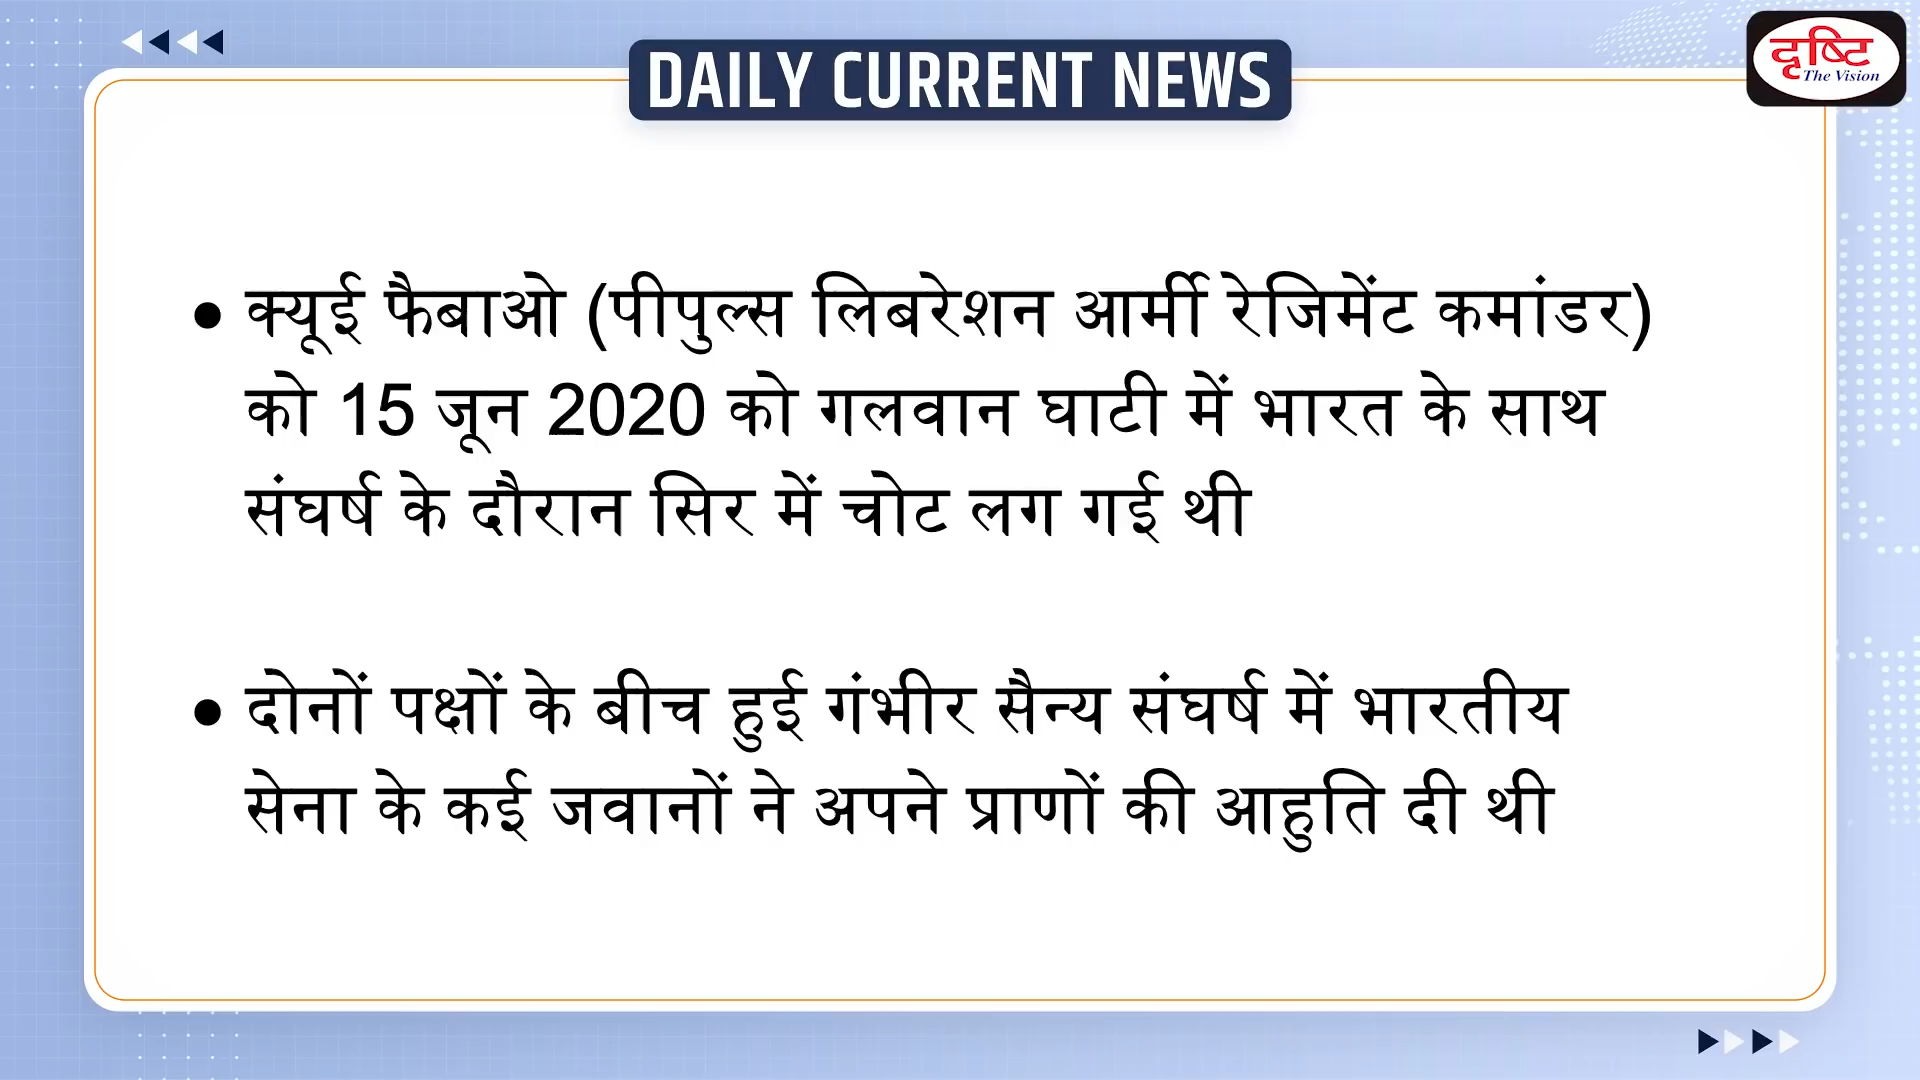 DAILY CURRENT NEWS
दृष्टि
The Vision
• क्यूई फैबाओ (पीपुल्स लिबरेशन आर्मी रेजिमेंट कमांडर)
को 15 जून 2020 को गलवान घाटी में भारत के साथ
संघर्ष के दौरान सिर में चोट लग गई थी
• दोनों पक्षों के बीच हुई गंभीर सैन्य संघर्ष में भारतीय
सेना के कई जवानों ने अपने प्राणों की आहुति दी थी